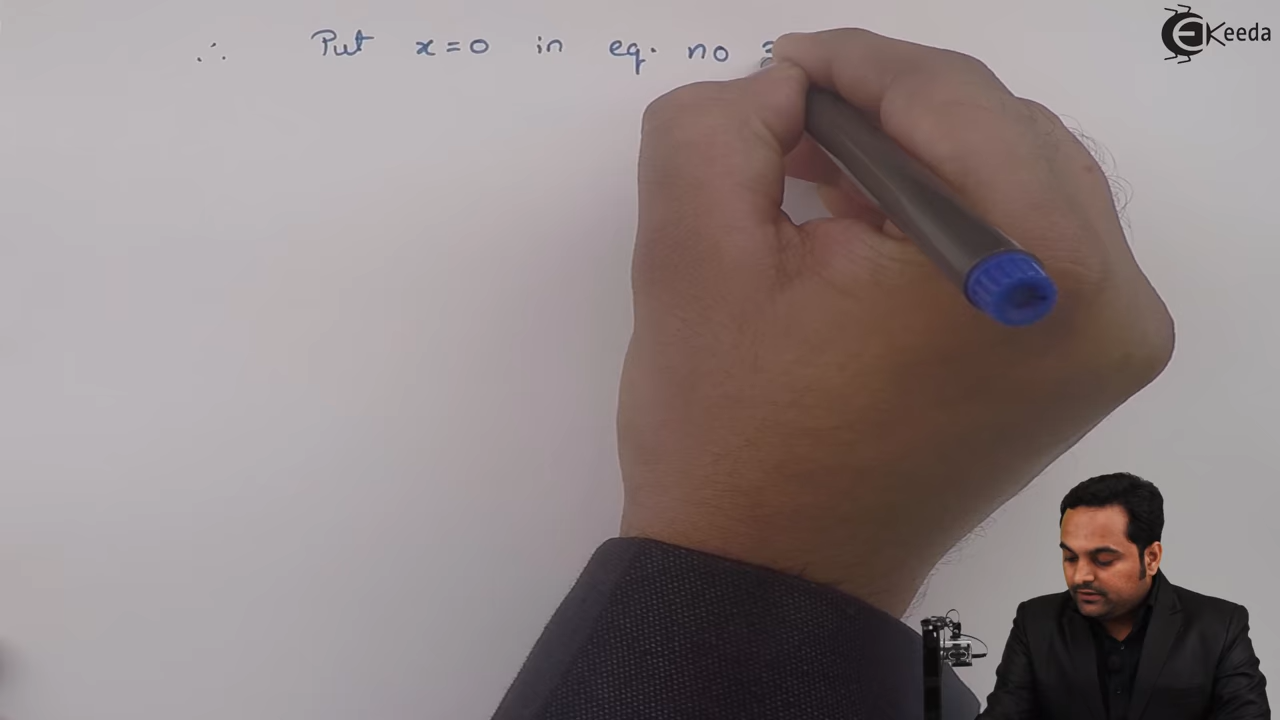 ∴ Put x=0 in eq. no
EKeeda